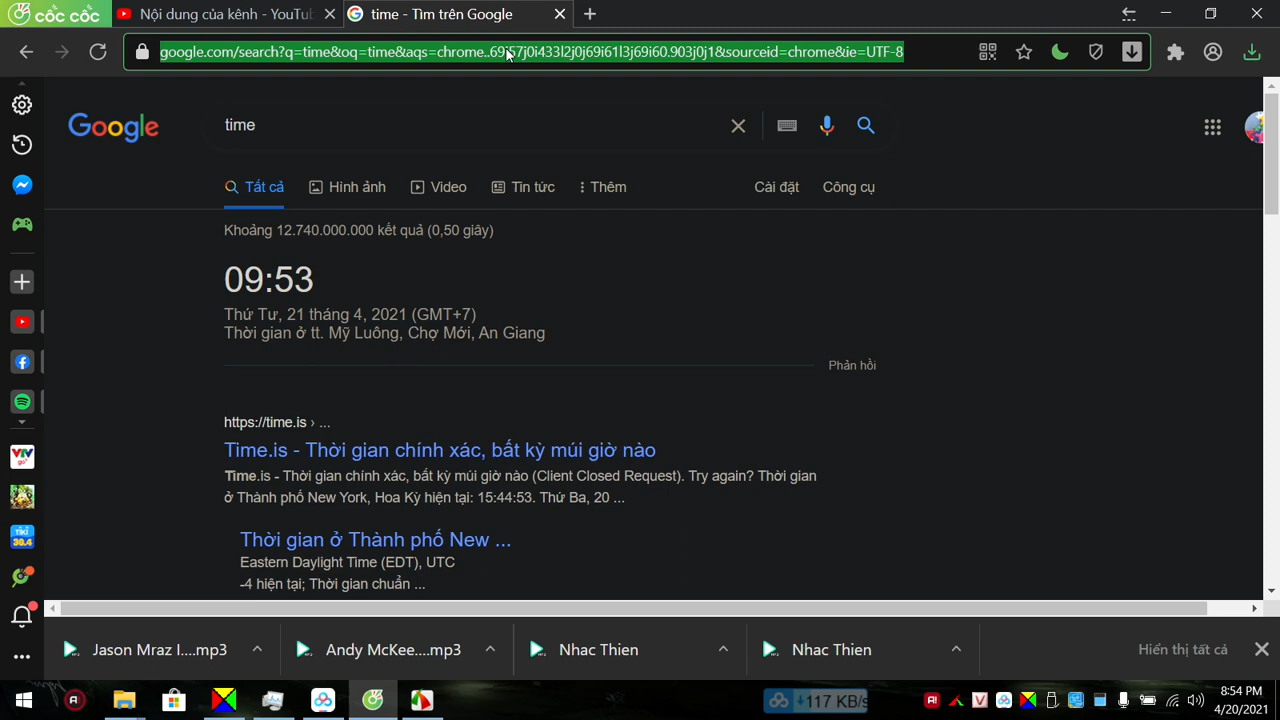 cốc cốc
Nội dung của kênh - YouTu
time - Tìm trên Google
google.com/search?q=time&oq=time&aqs=chrome..69i57j0i433l2j0j69i61l3j69i60.903j0j1&sourceid=chrome&ie=UTF-8
Google
time
Tất cả
Hình ảnh
Video
Tin tức
Thêm
Cài đặt
Công cụ
Khoảng 12.740.000.000 kết quả (0,50 giây)
09:53
Thứ Tư, 21 tháng 4, 2021 (GMT+7)
Thời gian ở tt. Mỹ Luông, Chợ Mới, An Giang
Phản hồi
https://time.is › ...
Time.is - Thời gian chính xác, bất kỳ múi giờ nào
Time.is - Thời gian chính xác, bất kỳ múi giờ nào (Client Closed Request). Try again? Thời gian
ở Thành phố New York, Hoa Kỳ hiện tại: 15:44:53. Thứ Ba, 20 ...
Thời gian ở Thành phố New ...
Eastern Daylight Time (EDT), UTC
-4 hiện tại; Thời gian chuẩn ...
VTV
go
TIKI
30.4
Jason Mraz I....mp3
Andy McKee....mp3
Nhac Thien
Nhac Thien
Hiển thị tất cả
↓117 KB/s
8:54 PM
4/20/2021